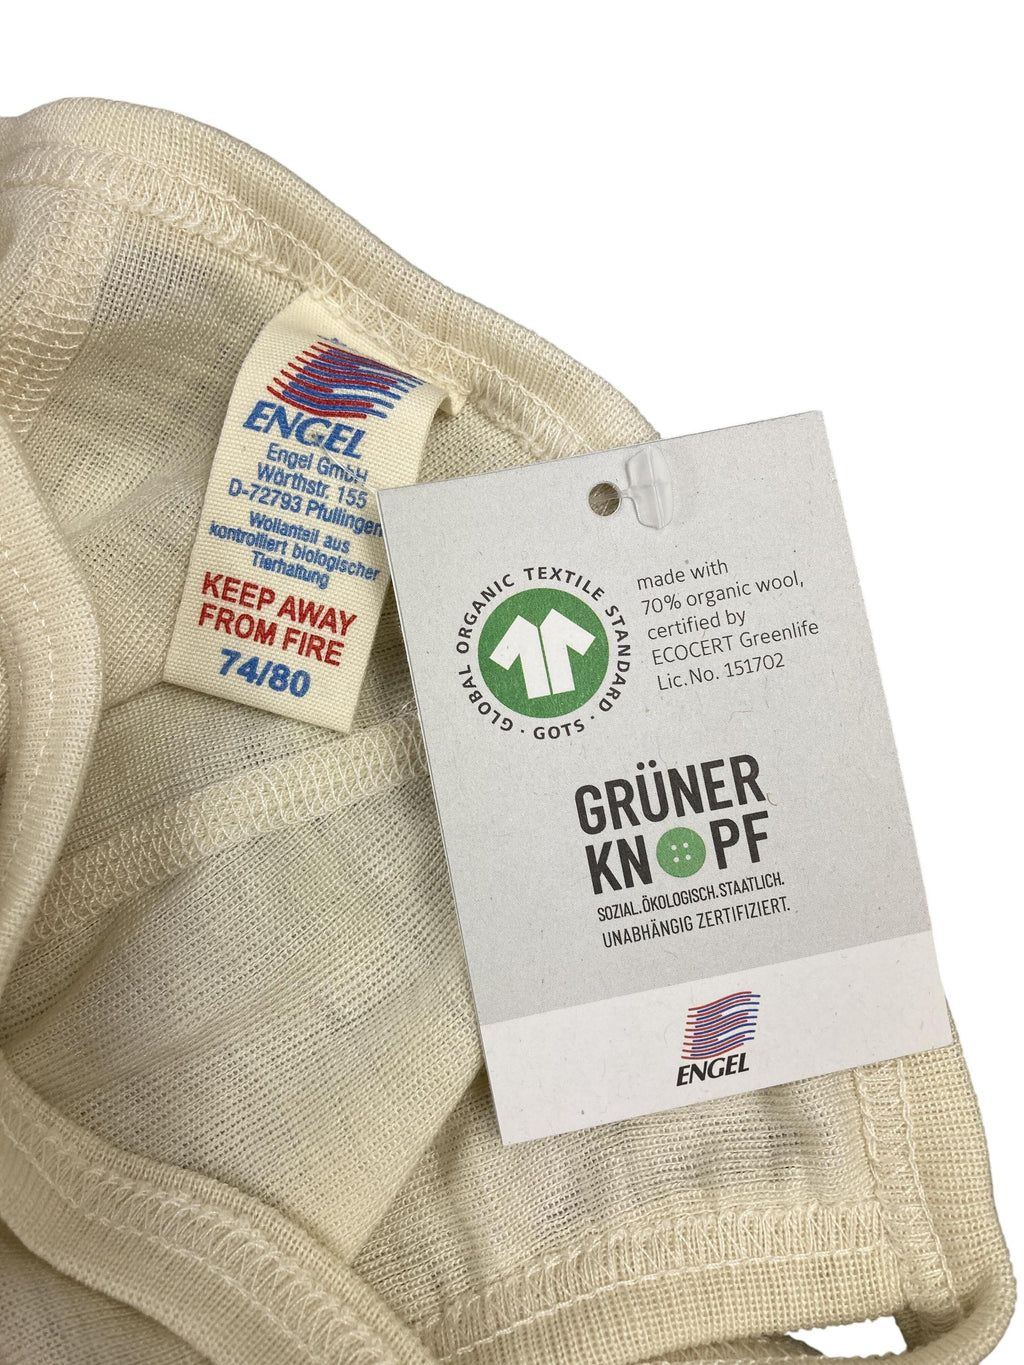 ENGEL
Engel GmbH
Wörthstr. 155
D-72793 Pfullingen
Wollanteil aus
kontrolliert biologischer
Tierhaltung
KEEP AWAY
FROM FIRE
74/80
GLOBAL ORGANIC TEXTILE STANDARD · GOTS ·
made with
70% organic wool,
certified by
ECOCERT Greenlife
Lic. No. 151702
GRÜNER
KNOPF
SOZIAL.ÖKOLOGISCH.STAATLICH.
UNABHÄNGIG ZERTIFIZIERT.
ENGEL